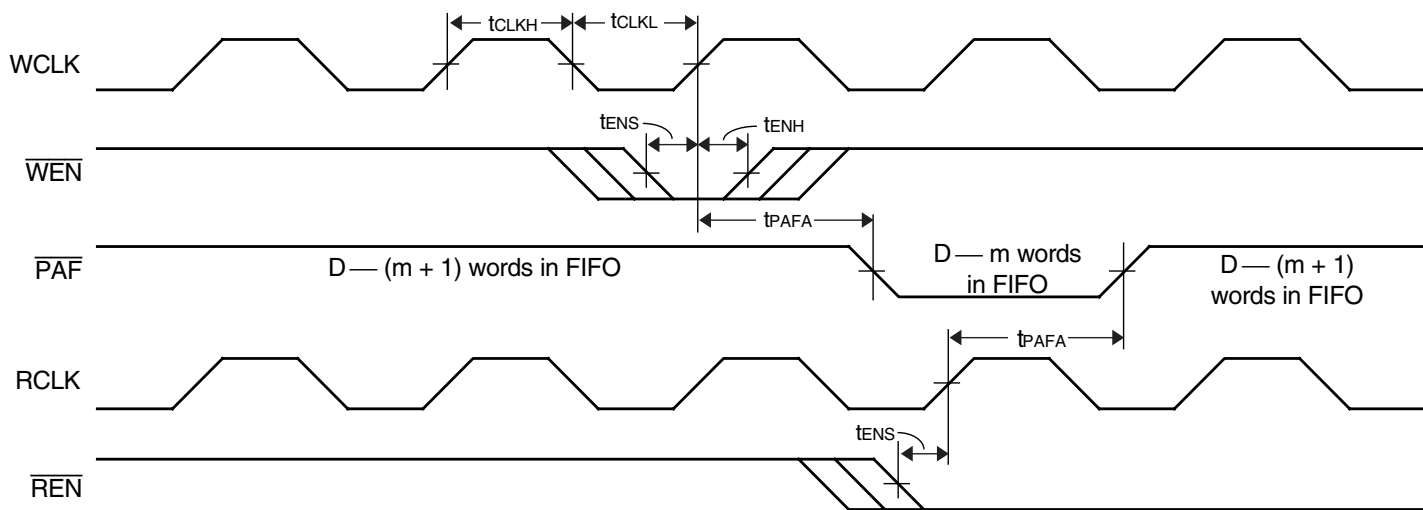 tCLKH
tCLKL
WCLK
tENS
tENH
WEN
tPAFA
PAF
D — (m + 1) words in FIFO
D — m words
in FIFO
D — (m + 1)
words in FIFO
tPAFA
RCLK
tENS
REN